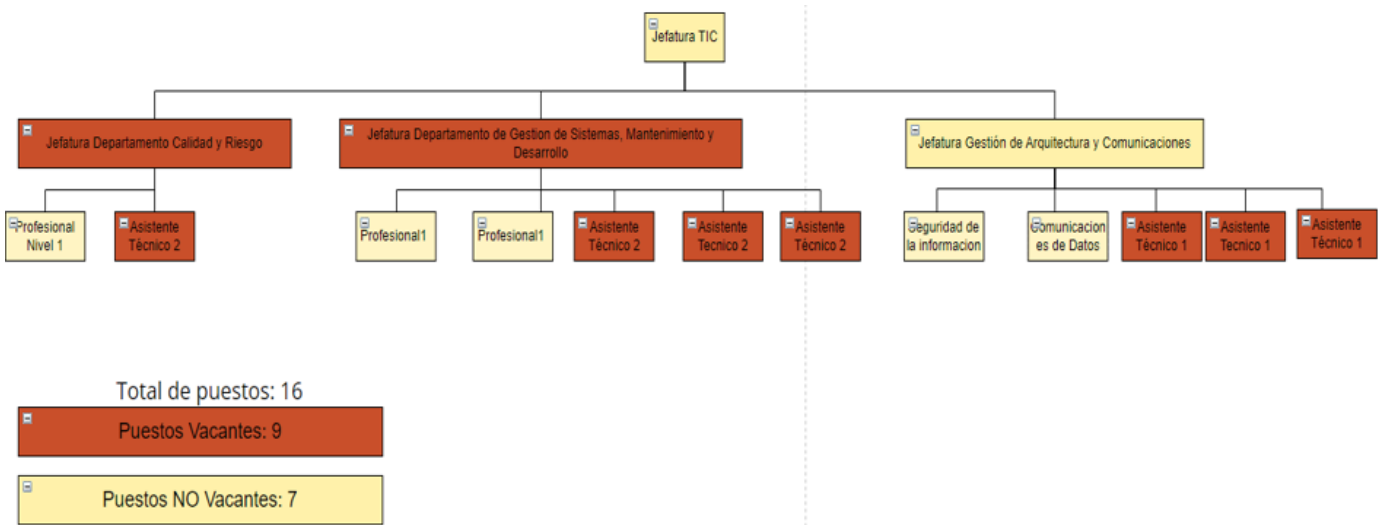 Jefatura TIC
Jefatura Departamento Calidad y Riesgo
Jefatura Departamento de Gestion de Sistemas, Mantenimiento y
Desarrollo
Jefatura Gestión de Arquitectura y Comunicaciones
Profesional
Nivel 1
Asistente
Técnico 2
Profesional1
Profesional1
Asistente
Técnico 2
Asistente
Tecnico 2
Asistente
Técnico 2
Seguridad de
la informacion
Comunicacion
es de Datos
Asistente
Técnico 1
Asistente
Tecnico 1
Asistente
Técnico 1
Total de puestos: 16
Puestos Vacantes: 9
Puestos NO Vacantes: 7